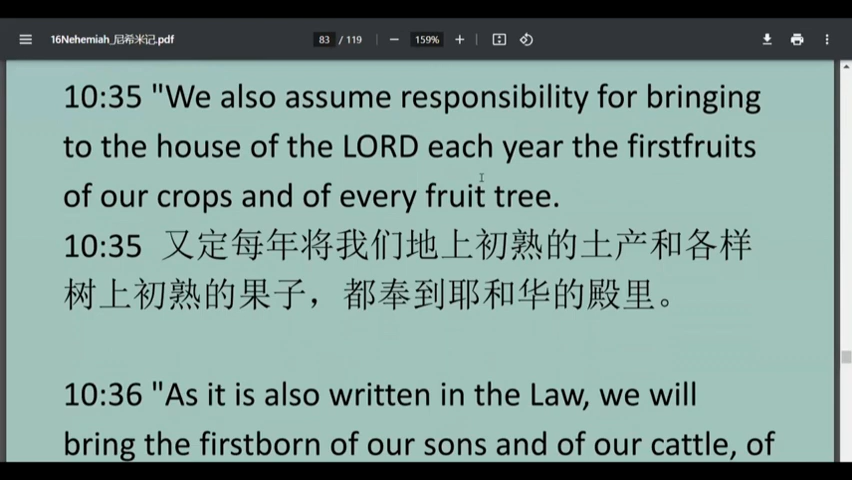 16Nehemiah_尼希米记.pdf
83 / 119
159%
10:35 "We also assume responsibility for bringing
to the house of the LORD each year the firstfruits
of our crops and of every fruit tree.
10:35 又定每年将我们地上初熟的土产和各样
树上初熟的果子，都奉到耶和华的殿里。
10:36 "As it is also written in the Law, we will
bring the firstborn of our sons and of our cattle, of